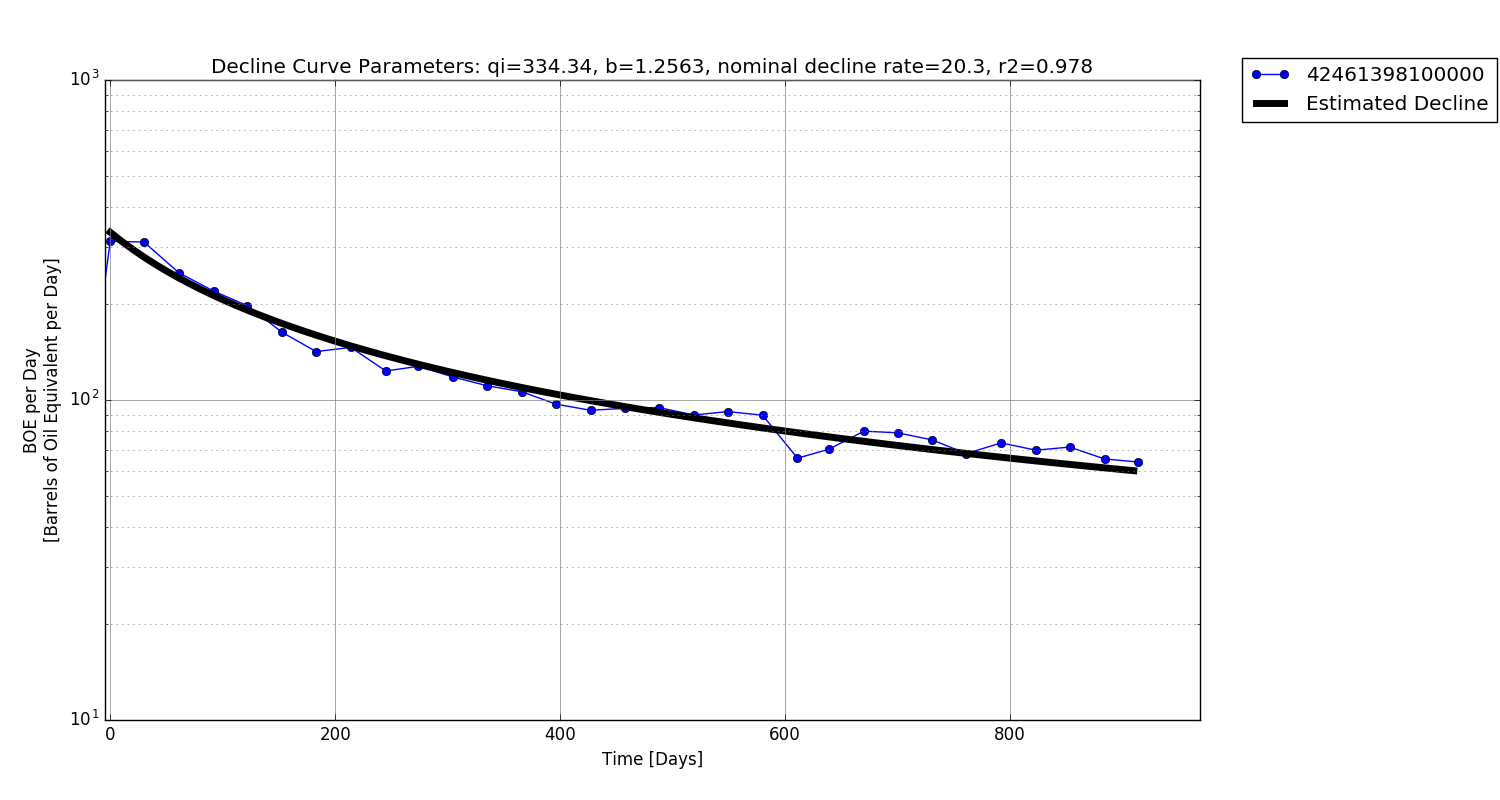 Decline Curve Parameters: qi=334.34, b=1.2563, nominal decline rate=20.3, r2=0.978
42461398100000
Estimated Decline
10³
10²
10¹
BOE per Day
[Barrels of Oil Equivalent per Day]
0 200 400 600 800
Time [Days]